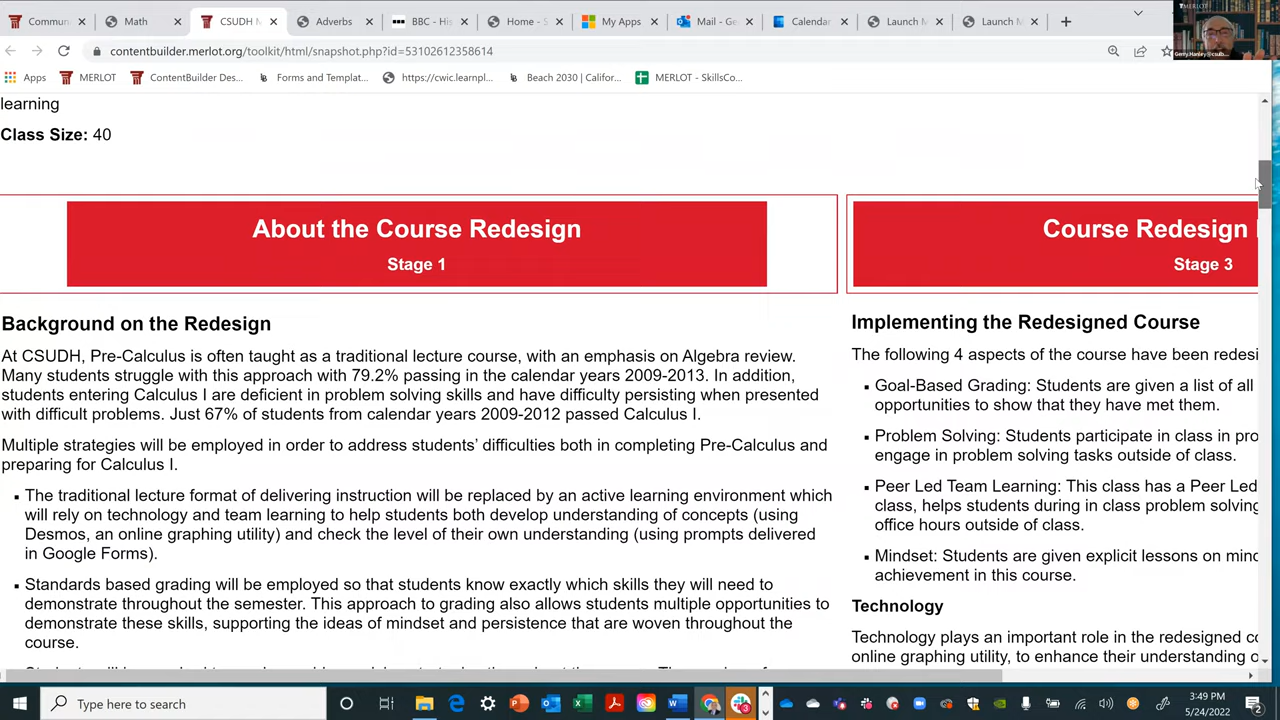 Commun
Math
CSUDH M
Adverbs
BBC - His
Home - S
My Apps
Mail - Ge
Calendar
Launch M
Launch M
contentbuilder.merlot.org/toolkit/html/snapshot.php?id=53102612358614
MERLOT
Apps
MERLOT
ContentBuilder Des...
Forms and Templat...
https://cwic.learnpl...
Beach 2030 | Califor...
MERLOT - SkillsCo...
learning
Class Size: 40
About the Course Redesign
Stage 1
Background on the Redesign
At CSUDH, Pre-Calculus is often taught as a traditional lecture course, with an emphasis on Algebra review.
Many students struggle with this approach with 79.2% passing in the calendar years 2009-2013. In addition,
students entering Calculus I are deficient in problem solving skills and have difficulty persisting when presented
with difficult problems. Just 67% of students from calendar years 2009-2012 passed Calculus I.
Multiple strategies will be employed in order to address students' difficulties both in completing Pre-Calculus and
preparing for Calculus I.
The traditional lecture format of delivering instruction will be replaced by an active learning environment which
will rely on technology and team learning to help students both develop understanding of concepts (using
Desmos, an online graphing utility) and check the level of their own understanding (using prompts delivered
in Google Forms).
Standards based grading will be employed so that students know exactly which skills they will need to
demonstrate throughout the semester. This approach to grading also allows students multiple opportunities to
demonstrate these skills, supporting the ideas of mindset and persistence that are woven throughout the
course.
Course Redesign
Stage 3
Implementing the Redesigned Course
The following 4 aspects of the course have been redesi
Goal-Based Grading: Students are given a list of all
opportunities to show that they have met them.
Problem Solving: Students participate in class in pro
engage in problem solving tasks outside of class.
Peer Led Team Learning: This class has a Peer Led
class, helps students during in class problem solving
office hours outside of class.
Mindset: Students are given explicit lessons on mind
achievement in this course.
Technology
Technology plays an important role in the redesigned co
online graphing utility, to enhance their understanding o
Type here to search
3:49 PM
5/24/2022